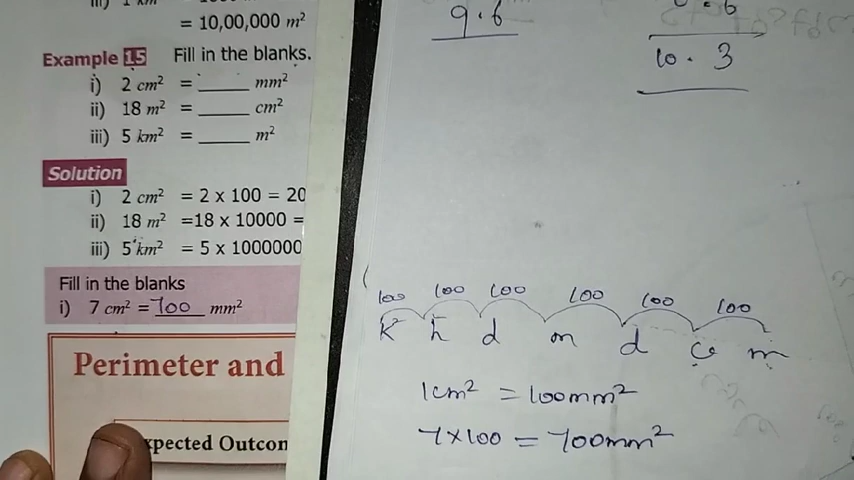 = 10,00,000 m²
Example 15 Fill in the blanks.
i) 2 cm² = _____ mm²
ii) 18 m² = _____ cm²
iii) 5 km² = _____ m²
Solution
i) 2 cm² = 2 x 100 = 20
ii) 18 m² =18 x 10000 =
iii) 5 km² = 5 x 1000000
Fill in the blanks
i) 7 cm² = 700 mm²
Perimeter and
xpected Outcon
9.6
10.3
100 100 100 100 100 100
k h d m d c m
1cm² = 100mm²
7x100 = 700mm²